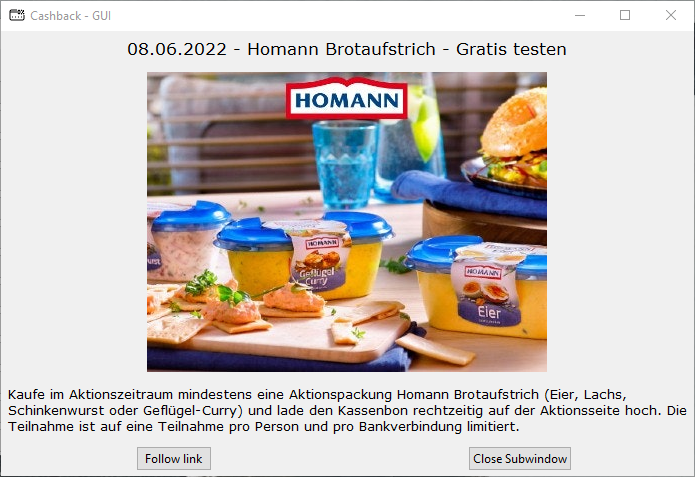 Cashback - GUI
08.06.2022 - Homann Brotaufstrich - Gratis testen
HOMANN
HOMANN
Geflügel
Curry
HOMANN
Eier
Kaufe im Aktionszeitraum mindestens eine Aktionspackung Homann Brotaufstrich (Eier, Lachs,
Schinkenwurst oder Geflügel-Curry) und lade den Kassenbon rechtzeitig auf der Aktionsseite hoch. Die
Teilnahme ist auf eine Teilnahme pro Person und pro Bankverbindung limitiert.
Follow link
Close Subwindow